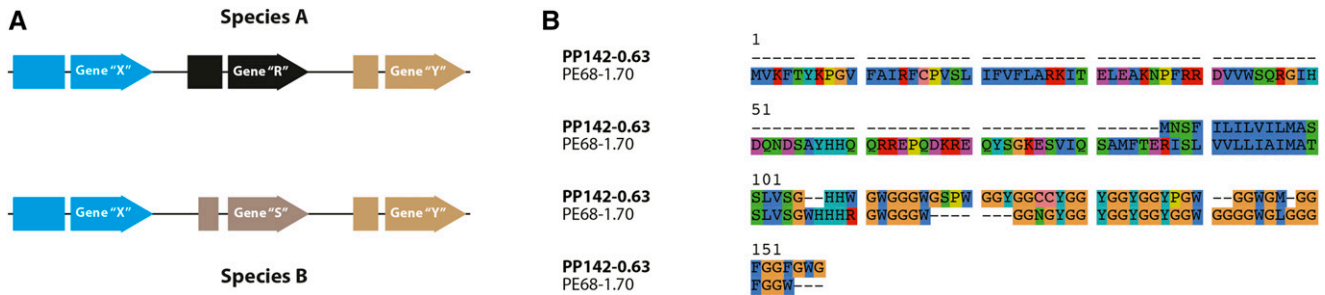 A
Species A
Gene "X" Gene "R" Gene "Y"
Gene "X" Gene "S" Gene "Y"
Species B
B
1
PP142-0.63 ---------- ---------- ---------- ---------- ----------
PE68-1.70 MVKFTYKPGV FAIRFCPVSL IFVFLARKIT ELEAKNPFRR DVVWSQRGIH
51
PP142-0.63 ---------- ---------- ---------- ------MNSF ILILVILMAS
PE68-1.70 DQNDSAYHHQ QRREPQDKRE QYSGKESVIQ SAMFTERISL VVLLIAIMAT
101
PP142-0.63 SLVSG--HHW GWGGGWGSPW GGYGGCCYGG YGGYGGYPGW --GGWGM-GG
PE68-1.70 SLVSGWHHHR GWGGGW---- ---GGNGYGG YGGYGGYGGW GGGGWGLGGG
151
PP142-0.63 FGGFGWG
PE68-1.70 FGGW---